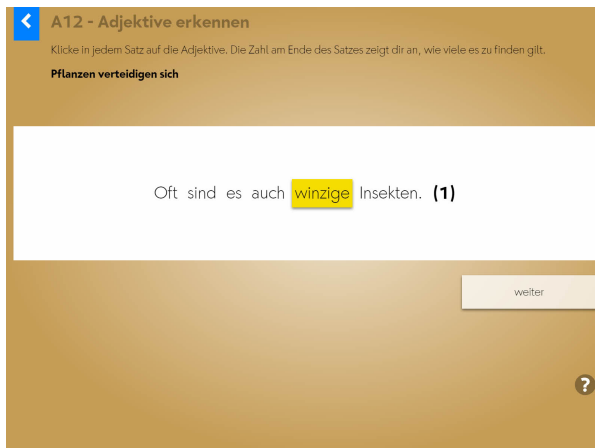 A12 - Adjektive erkennen
Klicke in jedem Satz auf die Adjektive. Die Zahl am Ende des Satzes zeigt dir an, wie viele es zu finden gilt.
Pflanzen verteidigen sich
Oft sind es auch winzige Insekten. (1)
weiter
?